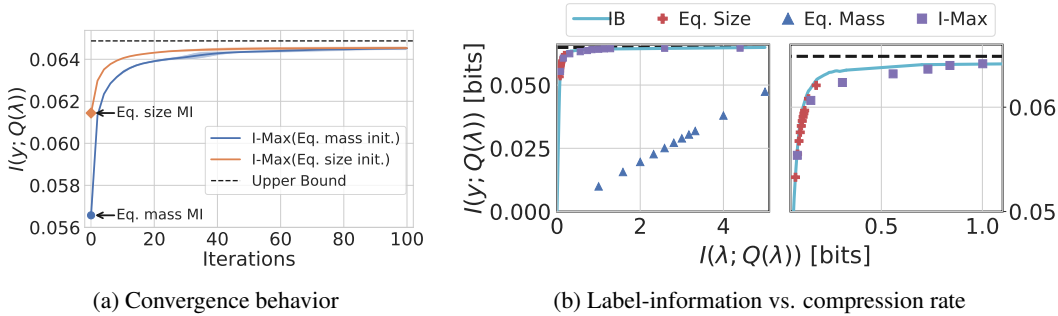 0.064
0.062
0.060
0.058
0.056
I(y; Q(λ))
Eq. size MI
Eq. mass MI
I-Max(Eq. mass init.)
I-Max(Eq. size init.)
Upper Bound
0 20 40 60 80 100
Iterations
(a) Convergence behavior
IB Eq. Size Eq. Mass I-Max
I(y; Q(λ)) [bits]
0.050
0.025
0.000
0 2 4
0.06
0.05
0.5 1.0
I(λ; Q(λ)) [bits]
(b) Label-information vs. compression rate